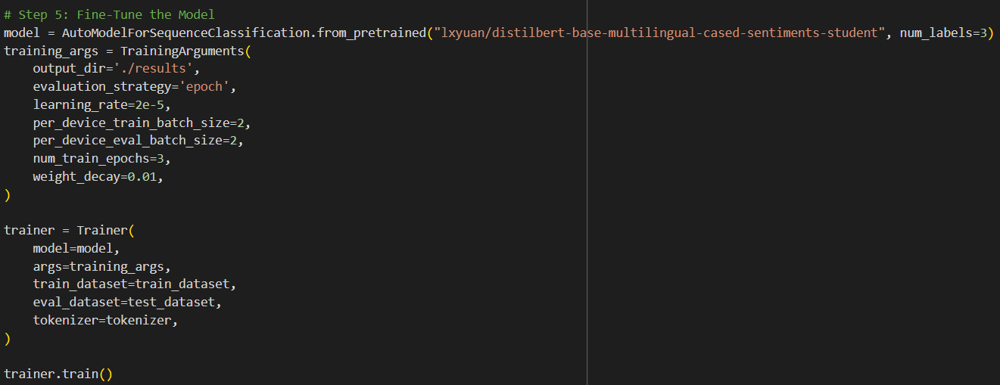 # Step 5: Fine-Tune the Model
model = AutoModelForSequenceClassification.from_pretrained("lxyuan/distilbert-base-multilingual-cased-sentiments-student", num_labels=3)
training_args = TrainingArguments(
    output_dir='./results',
    evaluation_strategy='epoch',
    learning_rate=2e-5,
    per_device_train_batch_size=2,
    per_device_eval_batch_size=2,
    num_train_epochs=3,
    weight_decay=0.01,
)

trainer = Trainer(
    model=model,
    args=training_args,
    train_dataset=train_dataset,
    eval_dataset=test_dataset,
    tokenizer=tokenizer,
)

trainer.train()